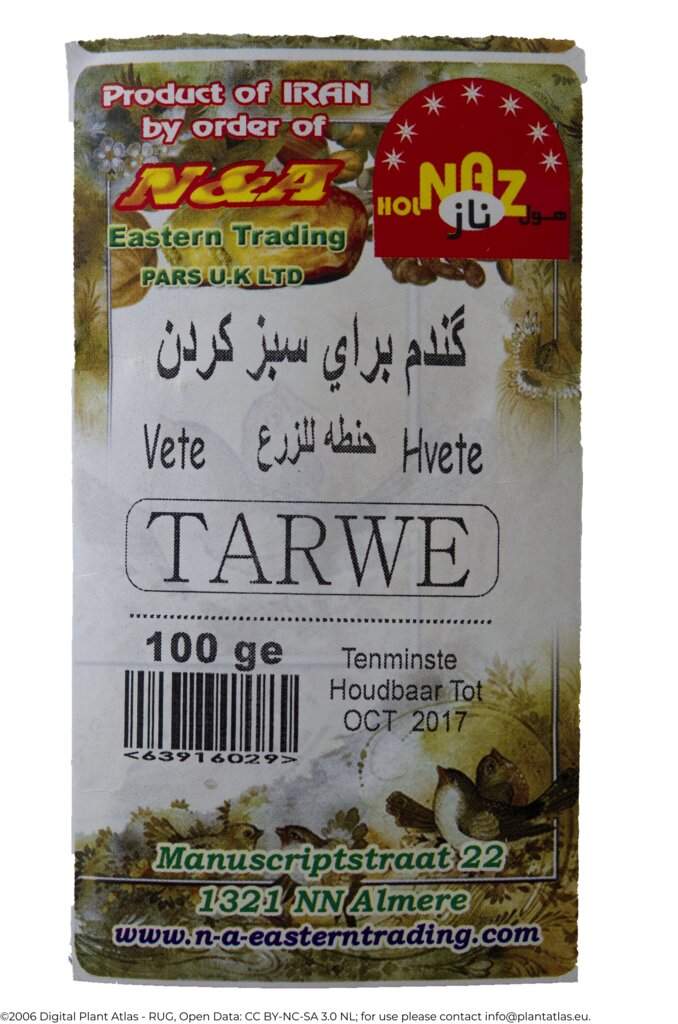 Product of IRAN
by order of
N&A
Eastern Trading
PARS U.K LTD
HOL NAZ هول
ناز
گندم براي سبز كردن
Vete حنطه للزرع Hvete
TARWE
100 ge
<63916029>
Tenminste
Houdbaar Tot
OCT 2017
Manuscriptstraat 22
1321 NN Almere
www.n-a-easterntrading.com
©2006 Digital Plant Atlas - RUG, Open Data: CC BY-NC-SA 3.0 NL; for use please contact info@plantatlas.eu.